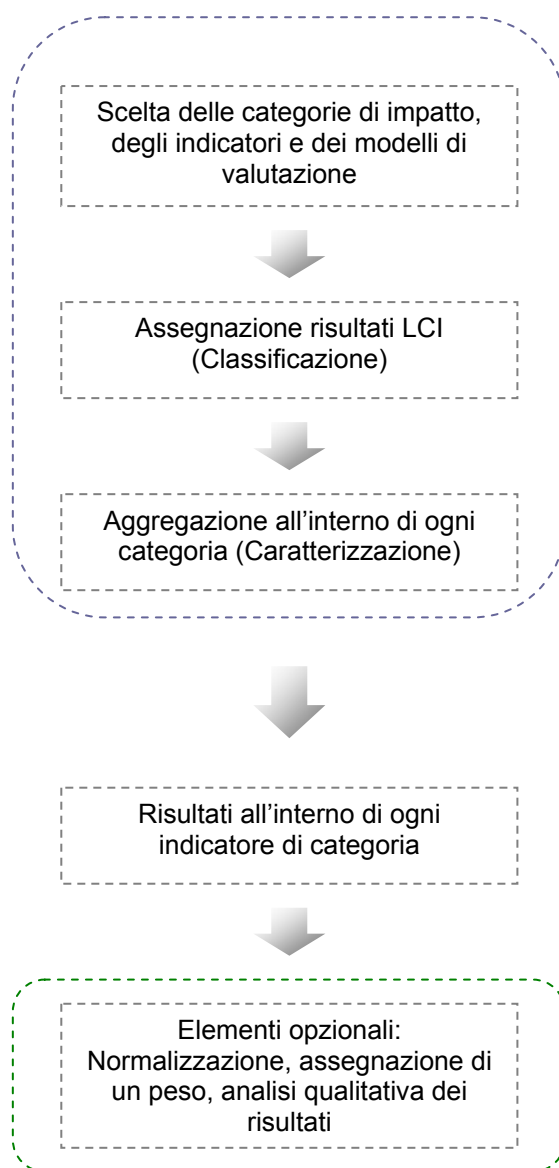 Scelta delle categorie di impatto,
degli indicatori e dei modelli di
valutazione
Assegnazione risultati LCI
(Classificazione)
Aggregazione all’interno di ogni
categoria (Caratterizzazione)
Risultati all’interno di ogni
indicatore di categoria
Elementi opzionali:
Normalizzazione, assegnazione di
un peso, analisi qualitativa dei
risultati